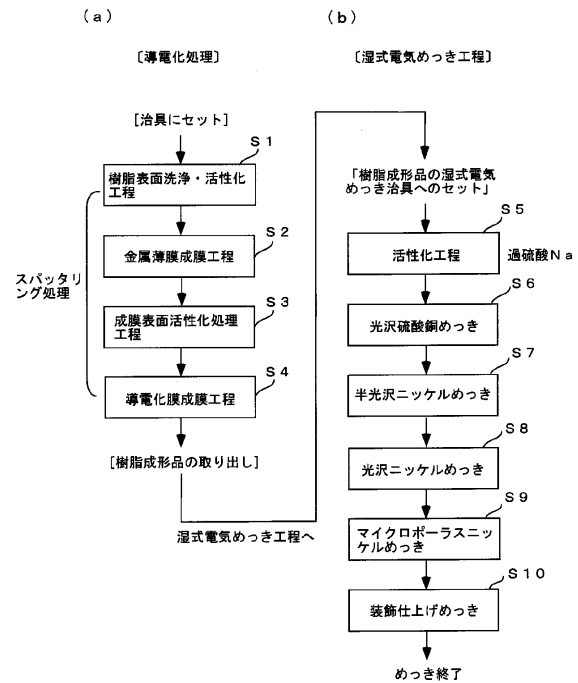 (a)
［導電化処理］
［治具にセット］
S1
樹脂表面洗浄・活性化
工程
S2
金属薄膜成膜工程
スパッタリ
ング処理
S3
成膜表面活性化処理
工程
S4
導電化膜成膜工程
［樹脂成形品の取り出し］
湿式電気めっき工程へ
(b)
〔湿式電気めっき工程〕
「樹脂成形品の湿式電気
めっき治具へのセット」
S5
活性化工程
過硫酸Na
S6
光沢硫酸銅めっき
S7
半光沢ニッケルめっき
S8
光沢ニッケルめっき
S9
マイクロポーラスニッ
ケルめっき
S10
装飾仕上げめっき
めっき終了